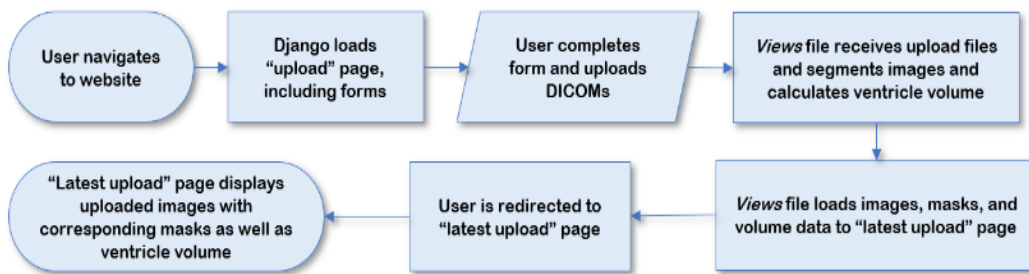 User navigates
to website
Django loads
“upload” page,
including forms
User completes
form and uploads
DICOMs
Views file receives upload files
and segments images and
calculates ventricle volume
Views file loads images, masks, and
volume data to “latest upload” page
User is redirected to
“latest upload” page
“Latest upload” page displays
uploaded images with
corresponding masks as well as
ventricle volume